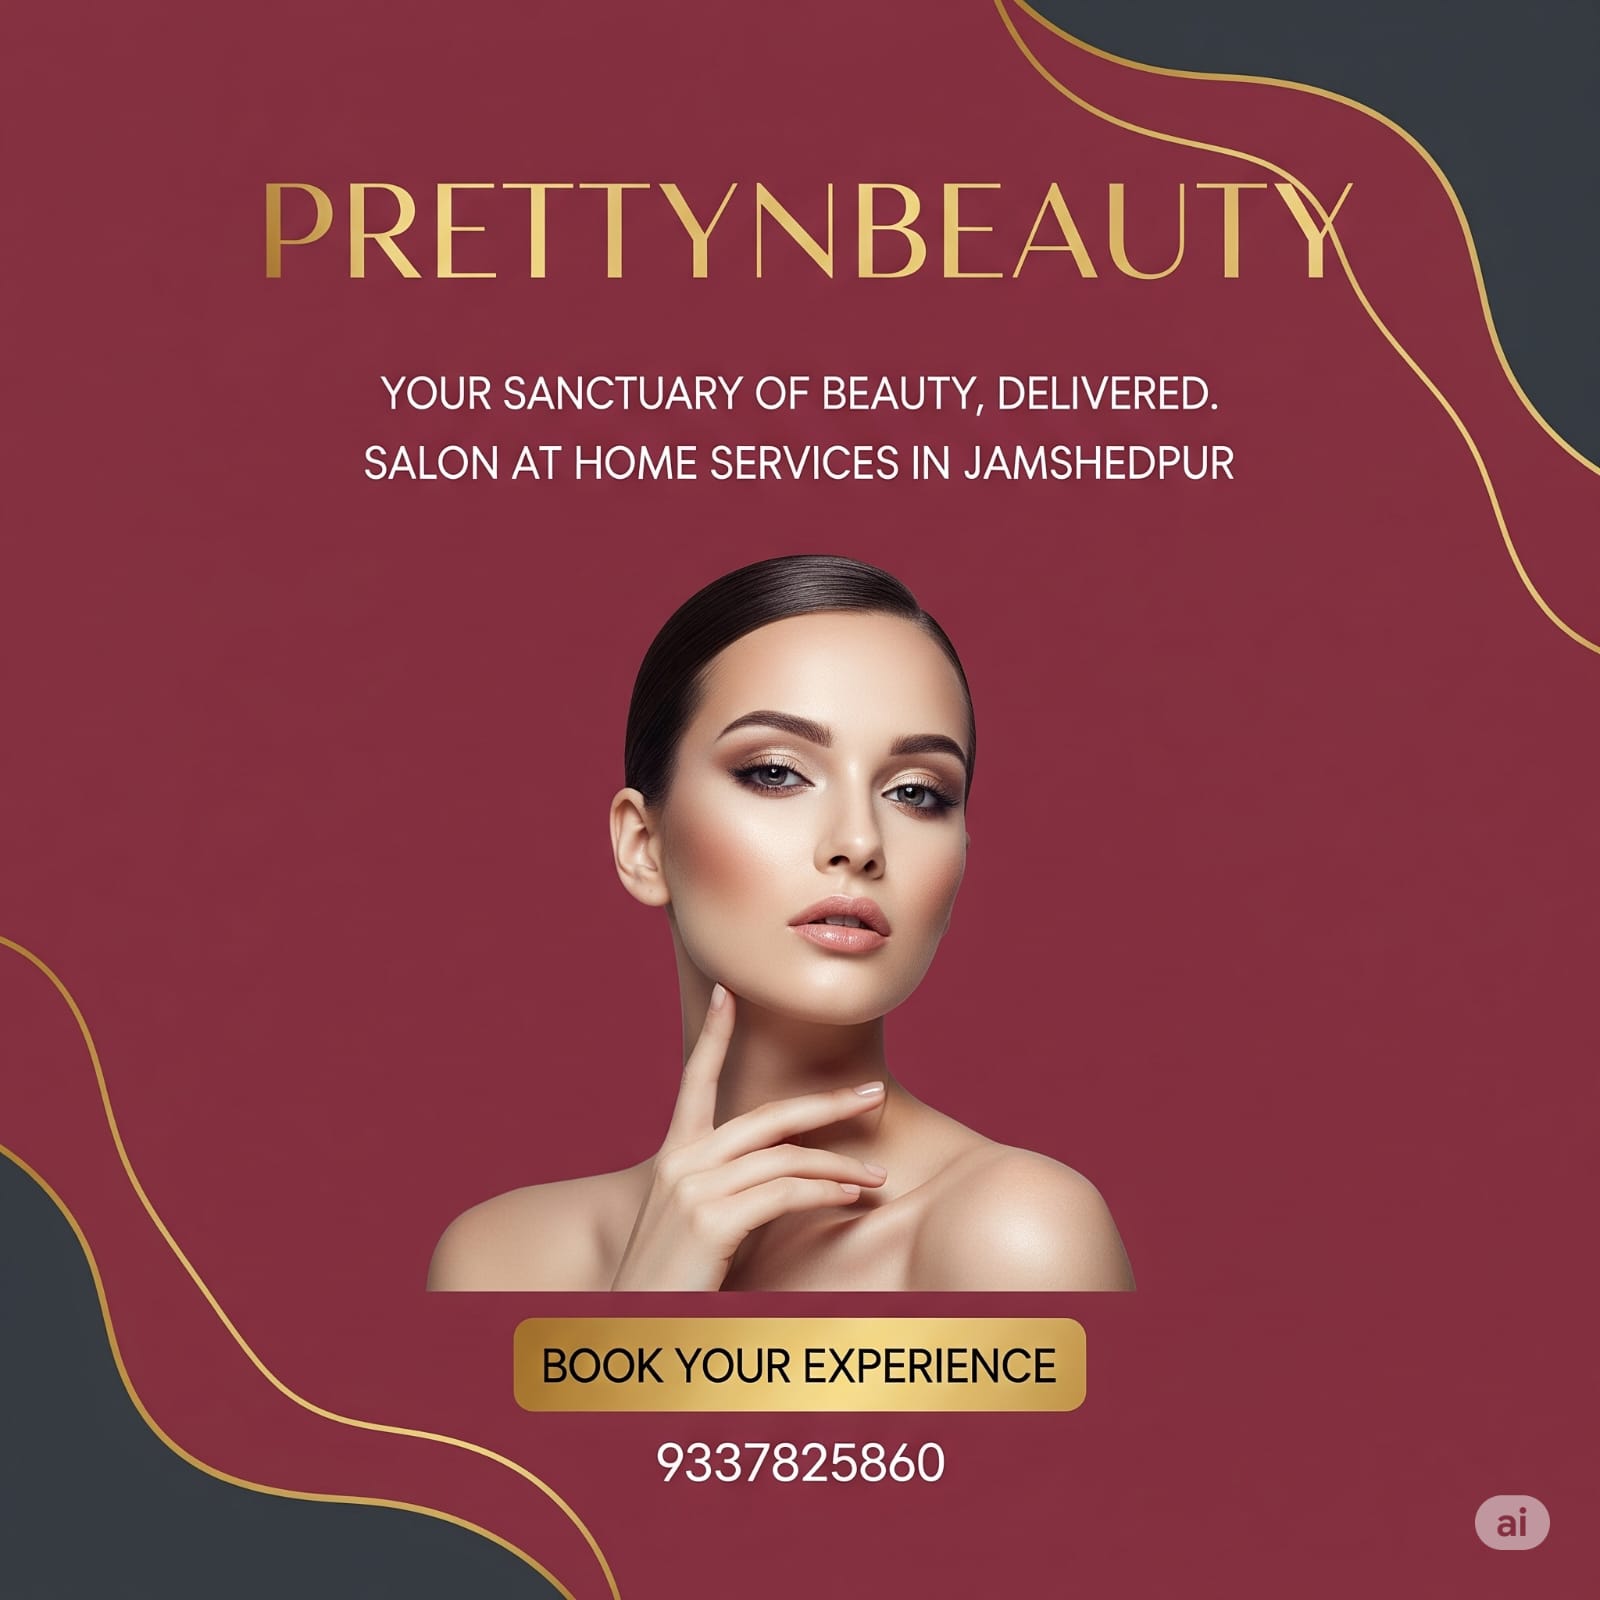 PRETTYNBEAUTY
YOUR SANCTUARY OF BEAUTY, DELIVERED.
SALON AT HOME SERVICES IN JAMSHEDPUR
BOOK YOUR EXPERIENCE
9337825860
ai